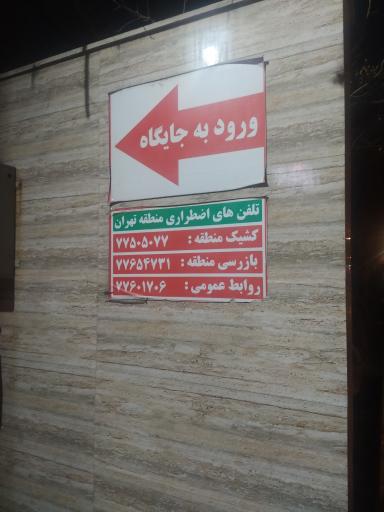 ورود به جایگاه
تلفن های اضطراری منطقه تهران
کشیک منطقه : ۷۷۵۰۵۰۷۷
بازرسی منطقه : ۷۷۶۵۴۷۳۱
روابط عمومی : ۷۷۶۰۱۷۰۶